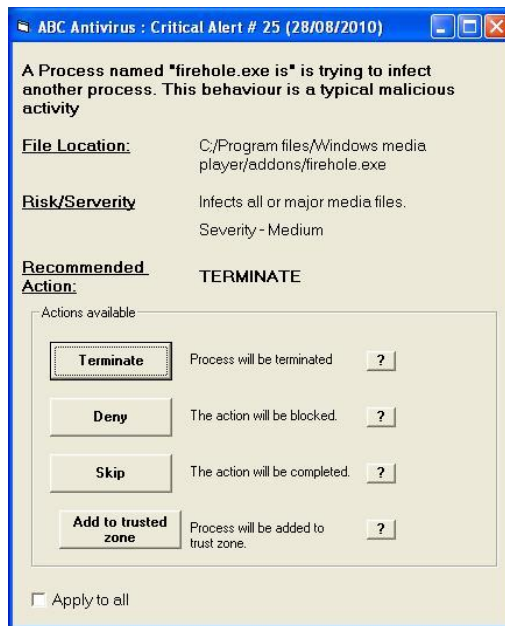 ABC Antivirus : Critical Alert # 25 (28/08/2010)
A Process named "firehole.exe is" is trying to infect
another process. This behaviour is a typical malicious
activity
File Location: C:/Program files/Windows media
player/addons/firehole.exe
Risk/Serverity Infects all or major media files.
Severity - Medium
Recommended
Action: TERMINATE
Actions available
Terminate Process will be terminated ?
Deny The action will be blocked. ?
Skip The action will be completed. ?
Add to trusted
zone Process will be added to
trust zone. ?
Apply to all